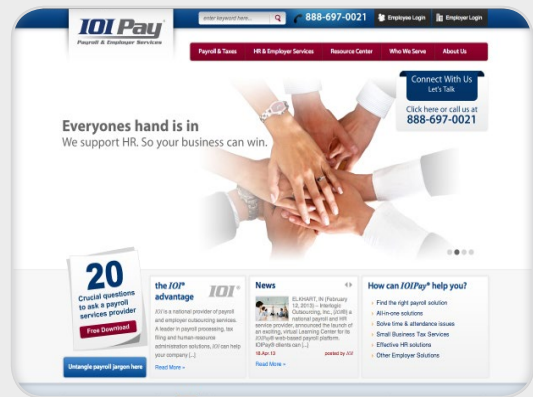 IOI Pay
Payroll & Employer Services
enter keyword here...
888-697-0021
Employee Login
Employer Login
Payroll & Taxes
HR & Employer Services
Resource Center
Who We Serve
About Us
Connect With Us
Let's Talk
Click here or call us at
888-697-0021
Everyones hand is in
We support HR. So your business can win.
20
Crucial questions
to ask a payroll
services provider
Free Download
Untangle payroll jargon here
the IOI®
advantage
IOI®
IOI is a national provider of payroll
and employer outsourcing services.
A leader in payroll processing, tax
filing and human resource
administration solutions, IOI can help
your company [...]
Read More »
News
ELKHART, IN (February
12, 2013) – Interlogic
Outsourcing, Inc., (IOI®) a
national payroll and HR
service provider, announced the launch of
an exciting, virtual Learning Center for its
IOIPay® web-based payroll platform.
IOIPay® clients can [...]
18.Apr.13
posted by IOI
Read More »
How can IOIPay® help you?
Find the right payroll solution
All-in-one solutions
Solve time & attendance issues
Small Business Tax Services
Effective HR solutions
Other Employer Solutions